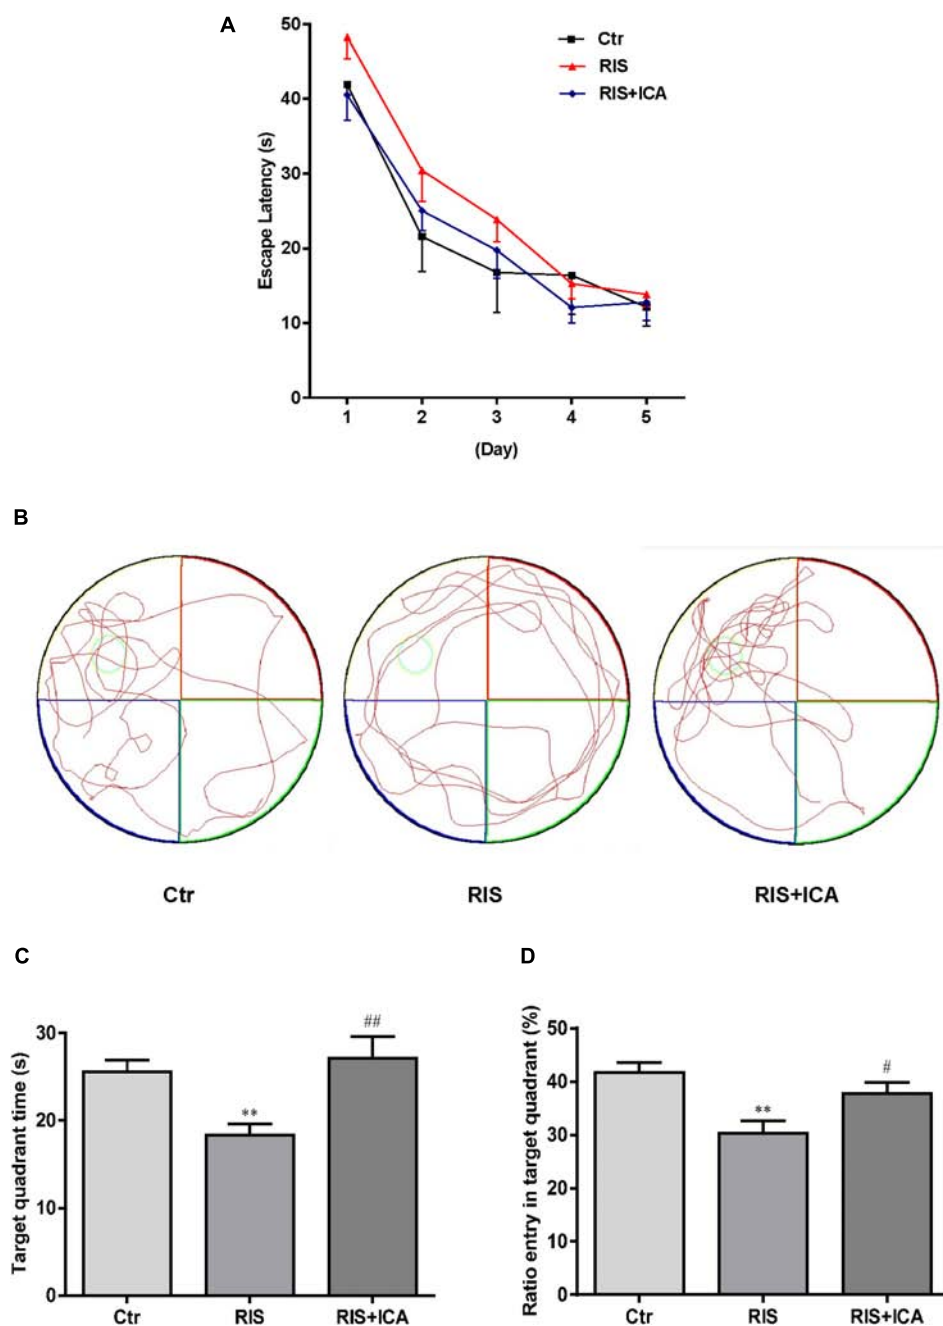 A
50
40
30
20
10
0
Escape Latency (s)
Ctr
RIS
RIS+ICA
1 2 3 4 5
(Day)
B
Ctr RIS RIS+ICA
C
30
20
10
0
Target quadrant time (s)
**
##
Ctr RIS RIS+ICA
D
50
40
30
20
10
0
Ratio entry in target quadrant (%)
**
#
Ctr RIS RIS+ICA